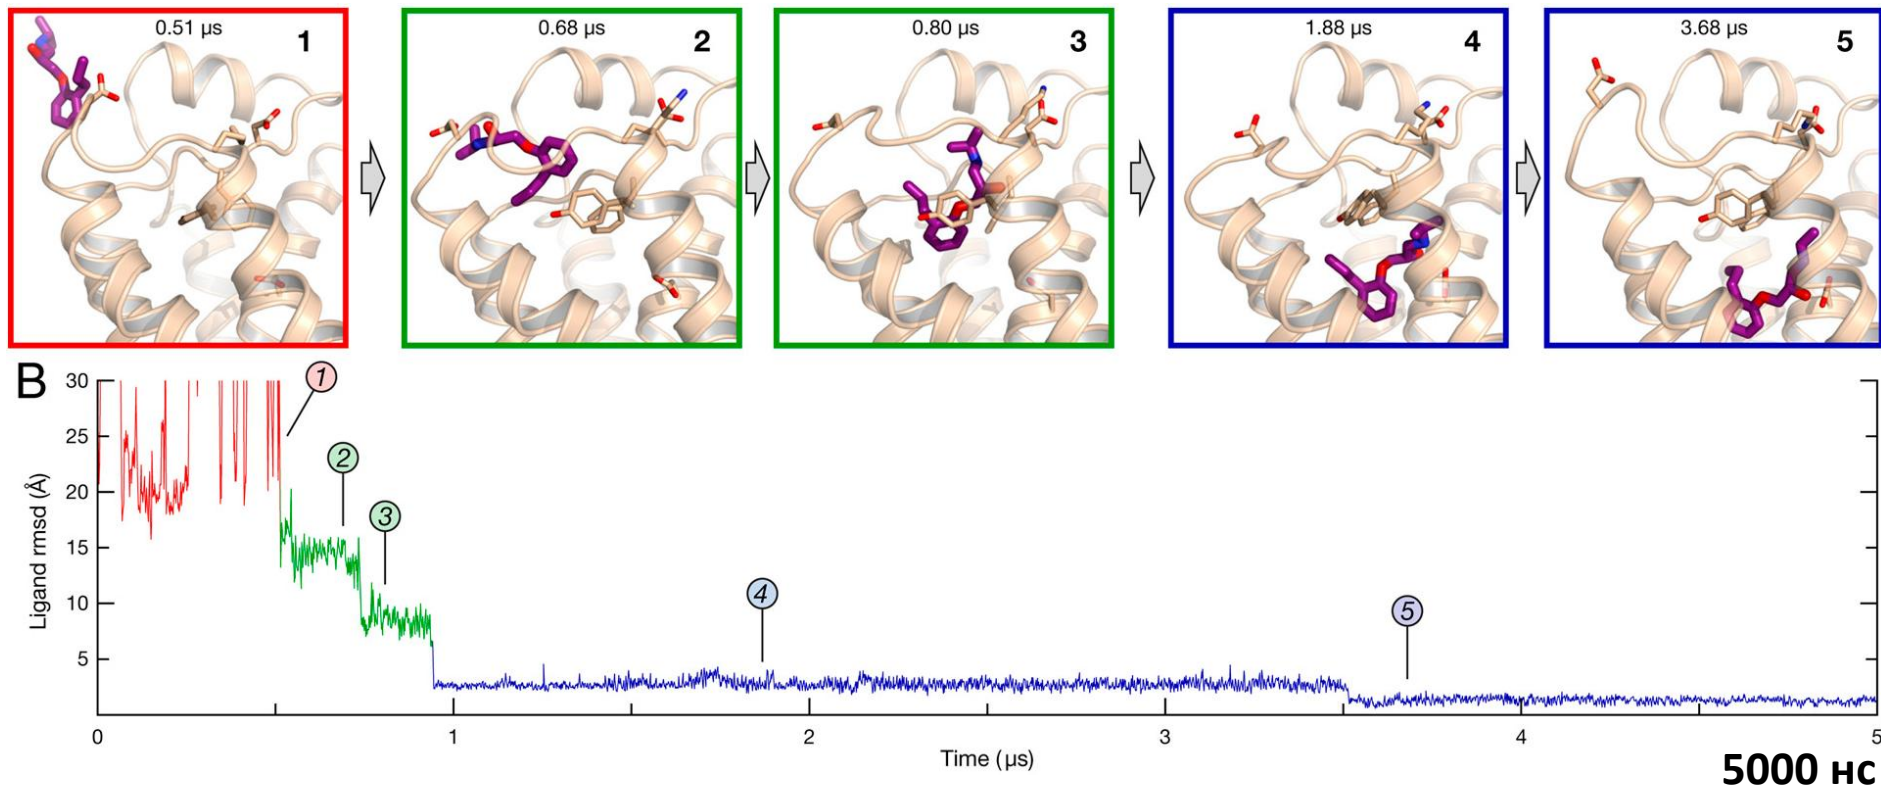 0.51 µs 1
0.68 µs 2
0.80 µs 3
1.88 µs 4
3.68 µs 5
B
30
25
20
15
10
5
Ligand rmsd (Å)
1
2
3
4
5
0 1 2 3 4 5
Time (µs)
5000 нс